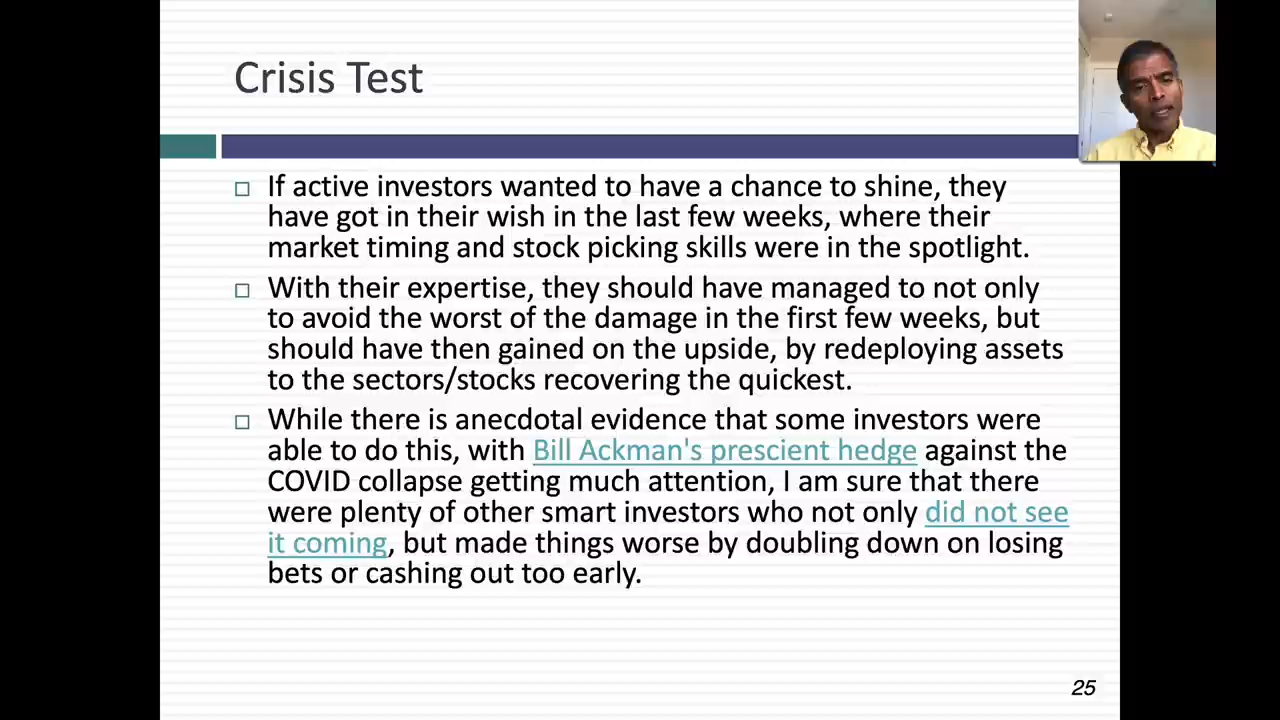 Crisis Test
If active investors wanted to have a chance to shine, they
have got in their wish in the last few weeks, where their
market timing and stock picking skills were in the spotlight.
With their expertise, they should have managed to not only
to avoid the worst of the damage in the first few weeks, but
should have then gained on the upside, by redeploying assets
to the sectors/stocks recovering the quickest.
While there is anecdotal evidence that some investors were
able to do this, with Bill Ackman's prescient hedge against the
COVID collapse getting much attention, I am sure that there
were plenty of other smart investors who not only did not see
it coming, but made things worse by doubling down on losing
bets or cashing out too early.
25